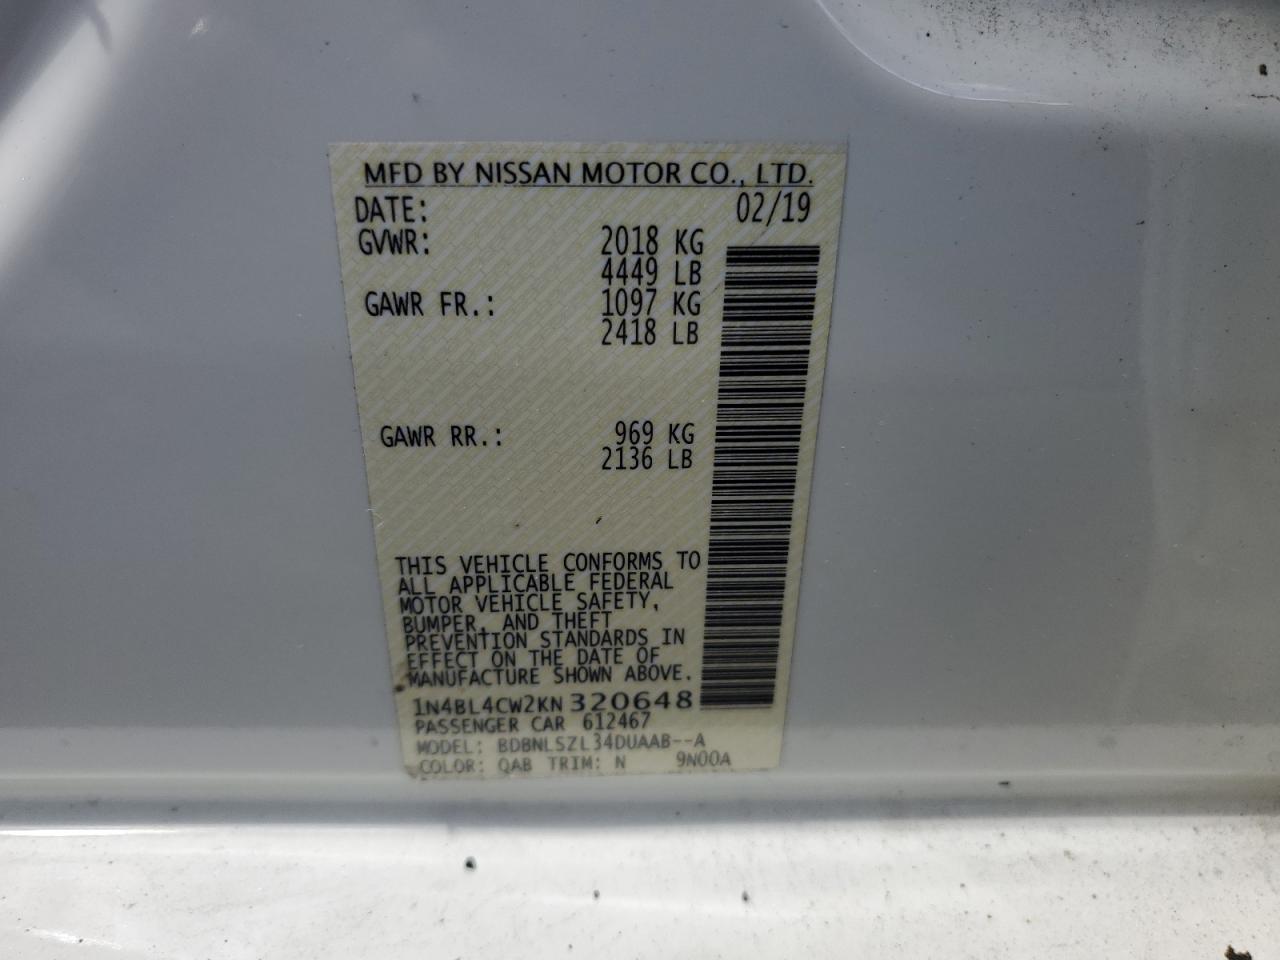 MFD BY NISSAN MOTOR CO., LTD.
DATE: 02/19
GVWR: 2018 KG
4449 LB
GAWR FR.: 1097 KG
2418 LB
GAWR RR.: 969 KG
2136 LB
THIS VEHICLE CONFORMS TO
ALL APPLICABLE FEDERAL
MOTOR VEHICLE SAFETY,
BUMPER, AND THEFT
PREVENTION STANDARDS IN
EFFECT ON THE DATE OF
MANUFACTURE SHOWN ABOVE.
1N4BL4CW2KN320648
PASSENGER CAR 612467
MODEL: BDBNLSZL34DUAAB--A
COLOR: QAB TRIM: N 9N00A